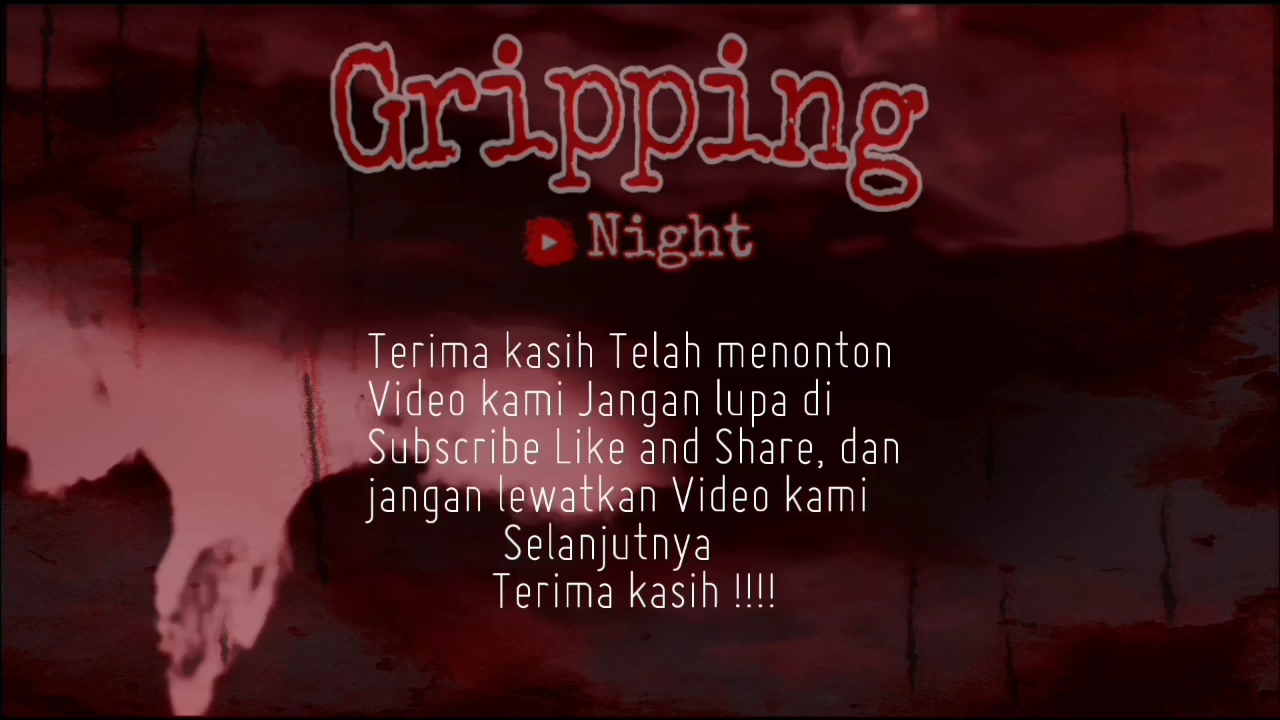 Gripping
Night
Terima kasih Telah menonton
Video kami Jangan lupa di
Subscribe Like and Share, dan
jangan lewatkan Video kami
Selanjutnya
Terima kasih !!!!